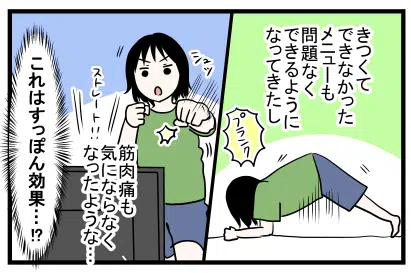 きつくて
できなかった
メニューも
問題なく
できるように
なってきたし
プランク
シュッ
ストレート!!
筋肉痛も
気にならなく
なったような…
これはすっぽん効果…!?